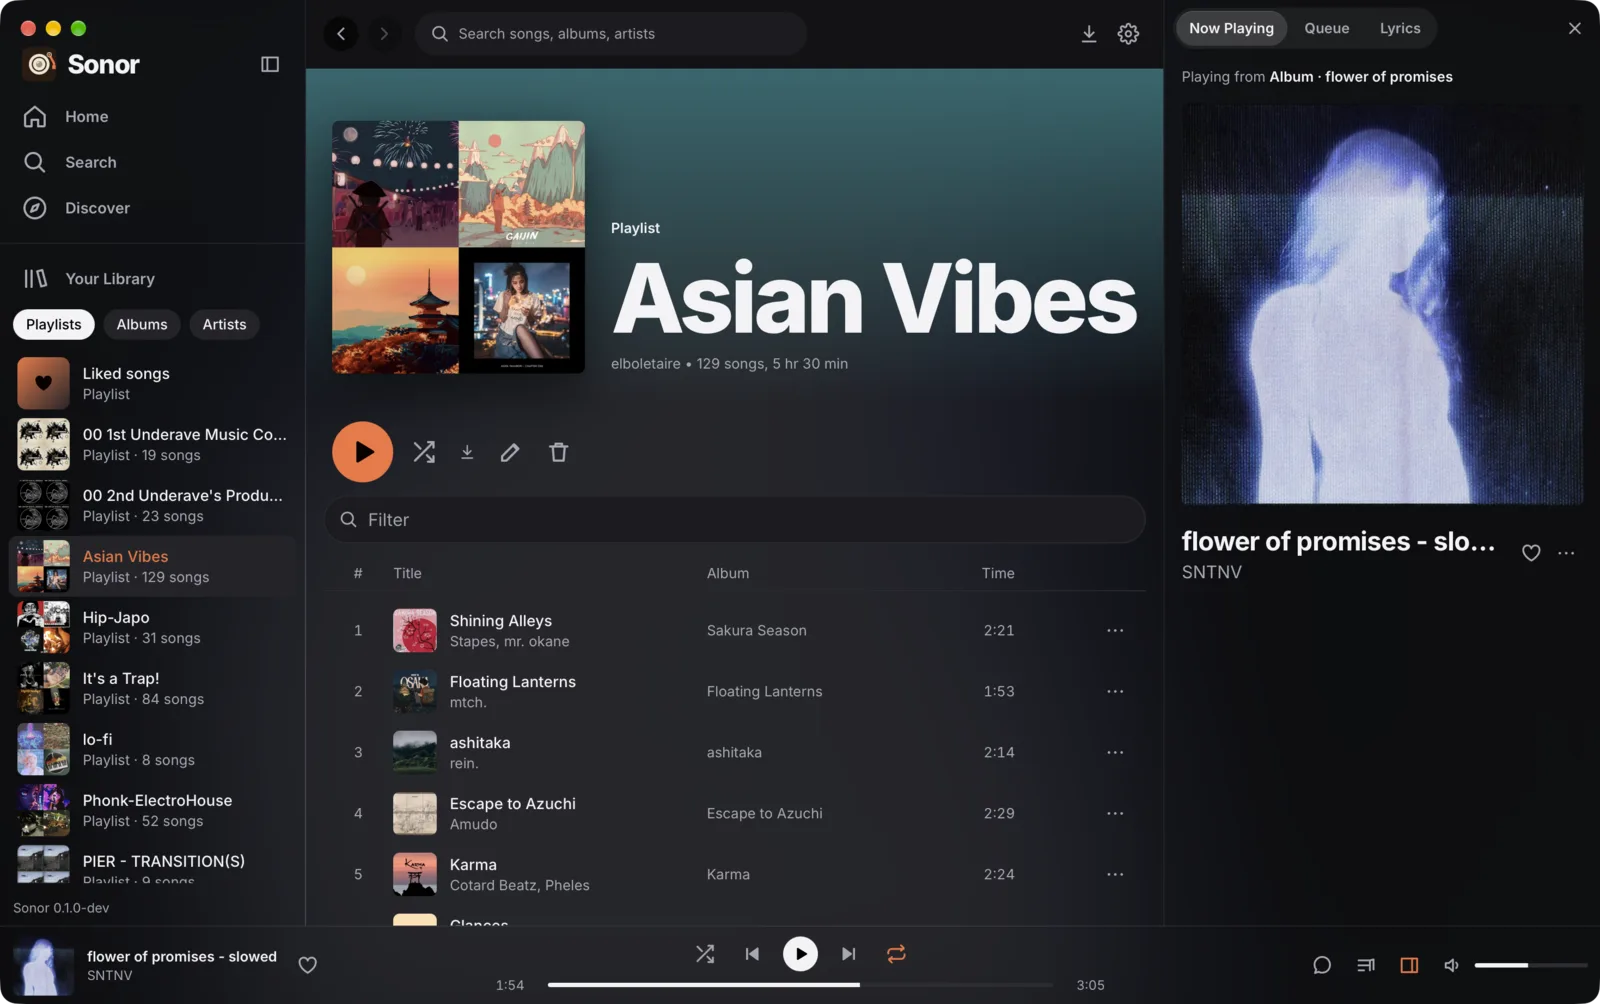 Sonor
Home
Search
Discover
Your Library
Playlists
Albums
Artists
Liked songs
Playlist
00 1st Underave Music Co...
Playlist · 19 songs
00 2nd Underave's Produ...
Playlist · 23 songs
Asian Vibes
Playlist · 129 songs
Hip-Japo
Playlist · 31 songs
It's a Trap!
Playlist · 84 songs
lo-fi
Playlist · 8 songs
Phonk-ElectroHouse
Playlist · 52 songs
PIER - TRANSITION(S)
Playlist · 9 songs
Sonor 0.1.0-dev
Search songs, albums, artists
GAIJIN
Playlist
Asian Vibes
elboletaire • 129 songs, 5 hr 30 min
Filter
# Title Album Time
1 Shining Alleys Sakura Season 2:21
Stapes, mr. okane
2 Floating Lanterns Floating Lanterns 1:53
mtch.
3 ashitaka ashitaka 2:14
rein.
4 Escape to Azuchi Escape to Azuchi 2:29
Amudo
5 Karma Karma 2:24
Cotard Beatz, Pheles
Glances
Now Playing
Queue
Lyrics
Playing from Album · flower of promises
flower of promises - slo...
SNTNV
flower of promises - slowed
SNTNV
1:54
3:05